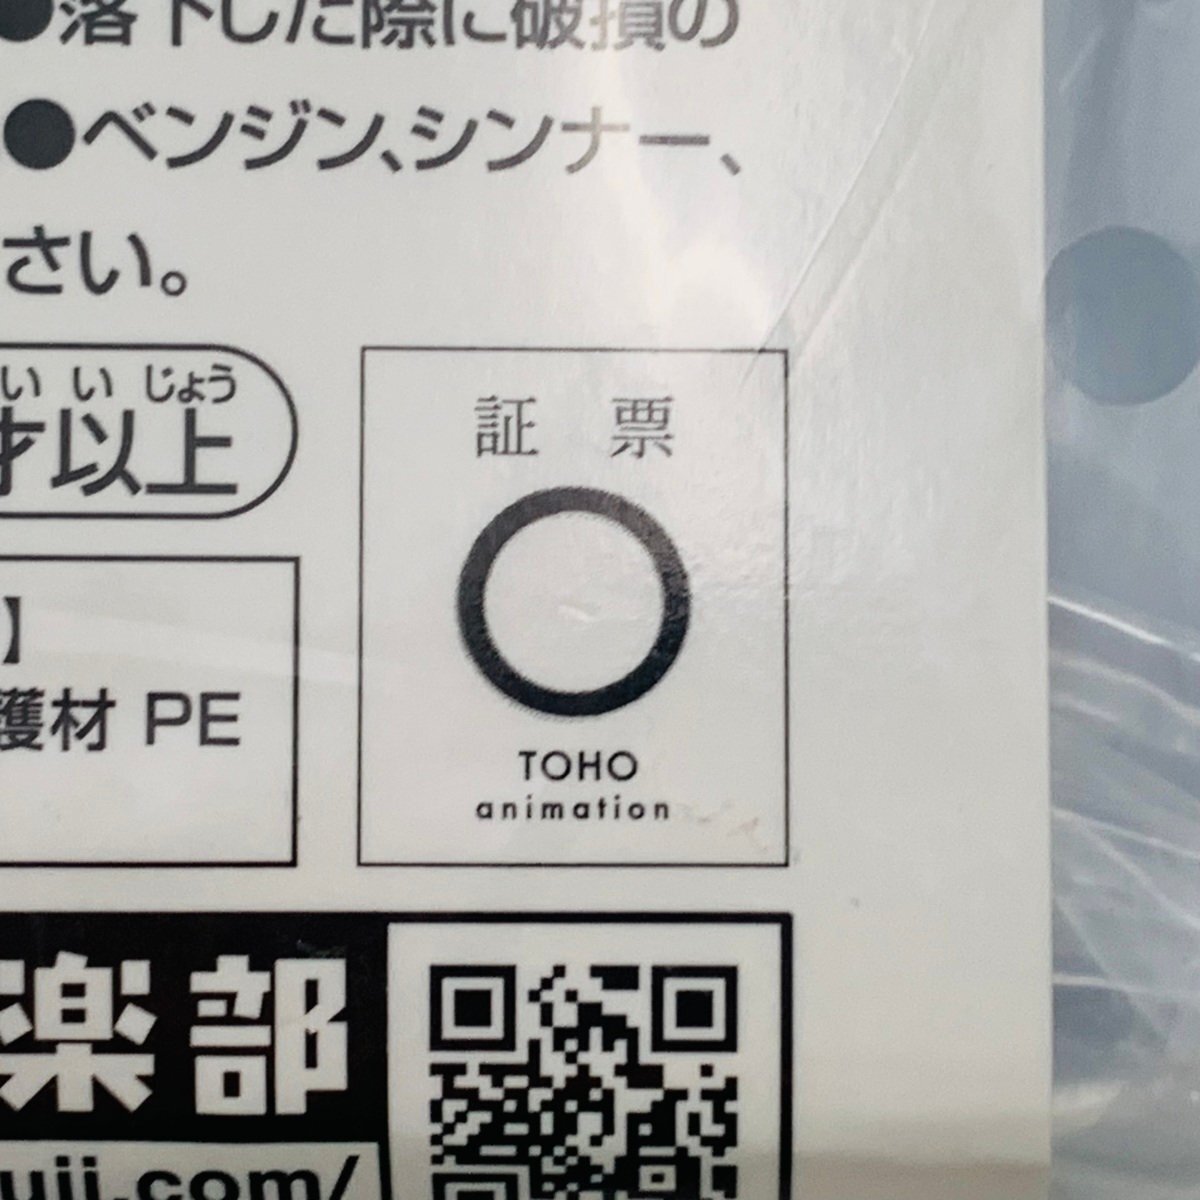 ●落下した際に破損の
●ベンジン、シンナー、
さい。
い い じょう
才以上
証 票
TOHO
animation
】
護材 PE
楽部
uji.com/